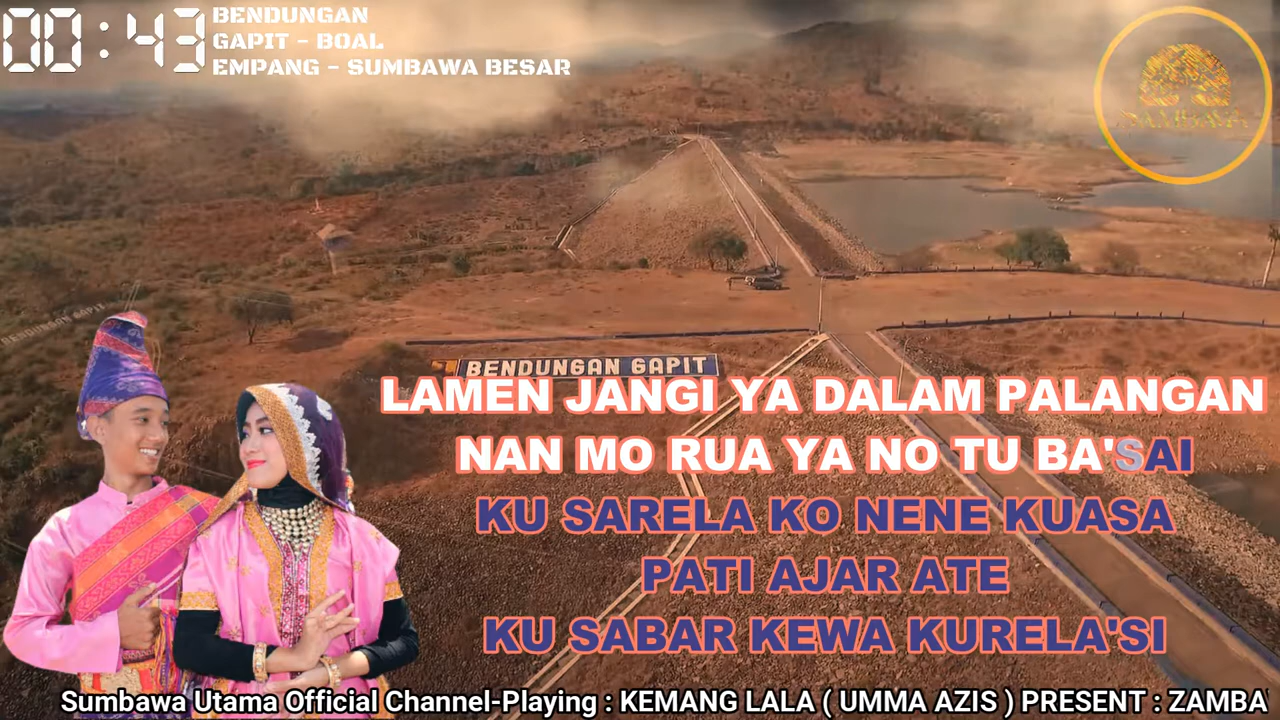 00:43
BENDUNGAN
GAPIT - BOAL
EMPANG - SUMBAWA BESAR
BENDUNGAN GAPIT
BENDUNGAN GAPIT
LAMEN JANGI YA DALAM PALANGAN
NAN MO RUA YA NO TU BA'SAI
KU SARELA KO NENE KUASA
PATI AJAR ATE
KU SABAR KEWA KURELA'SI
Sumbawa Utama Official Channel-Playing : KEMANG LALA ( UMMA AZIS ) PRESENT : ZAMBA